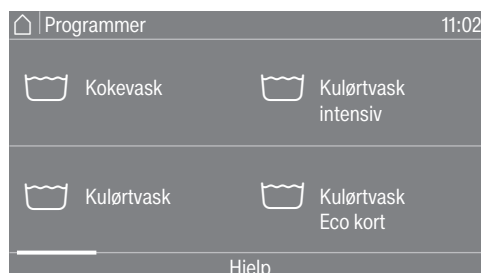 Programmer 11:02
Kokevask
Kulørtvask
intensiv
Kulørtvask
Kulørtvask
Eco kort
Hjelp